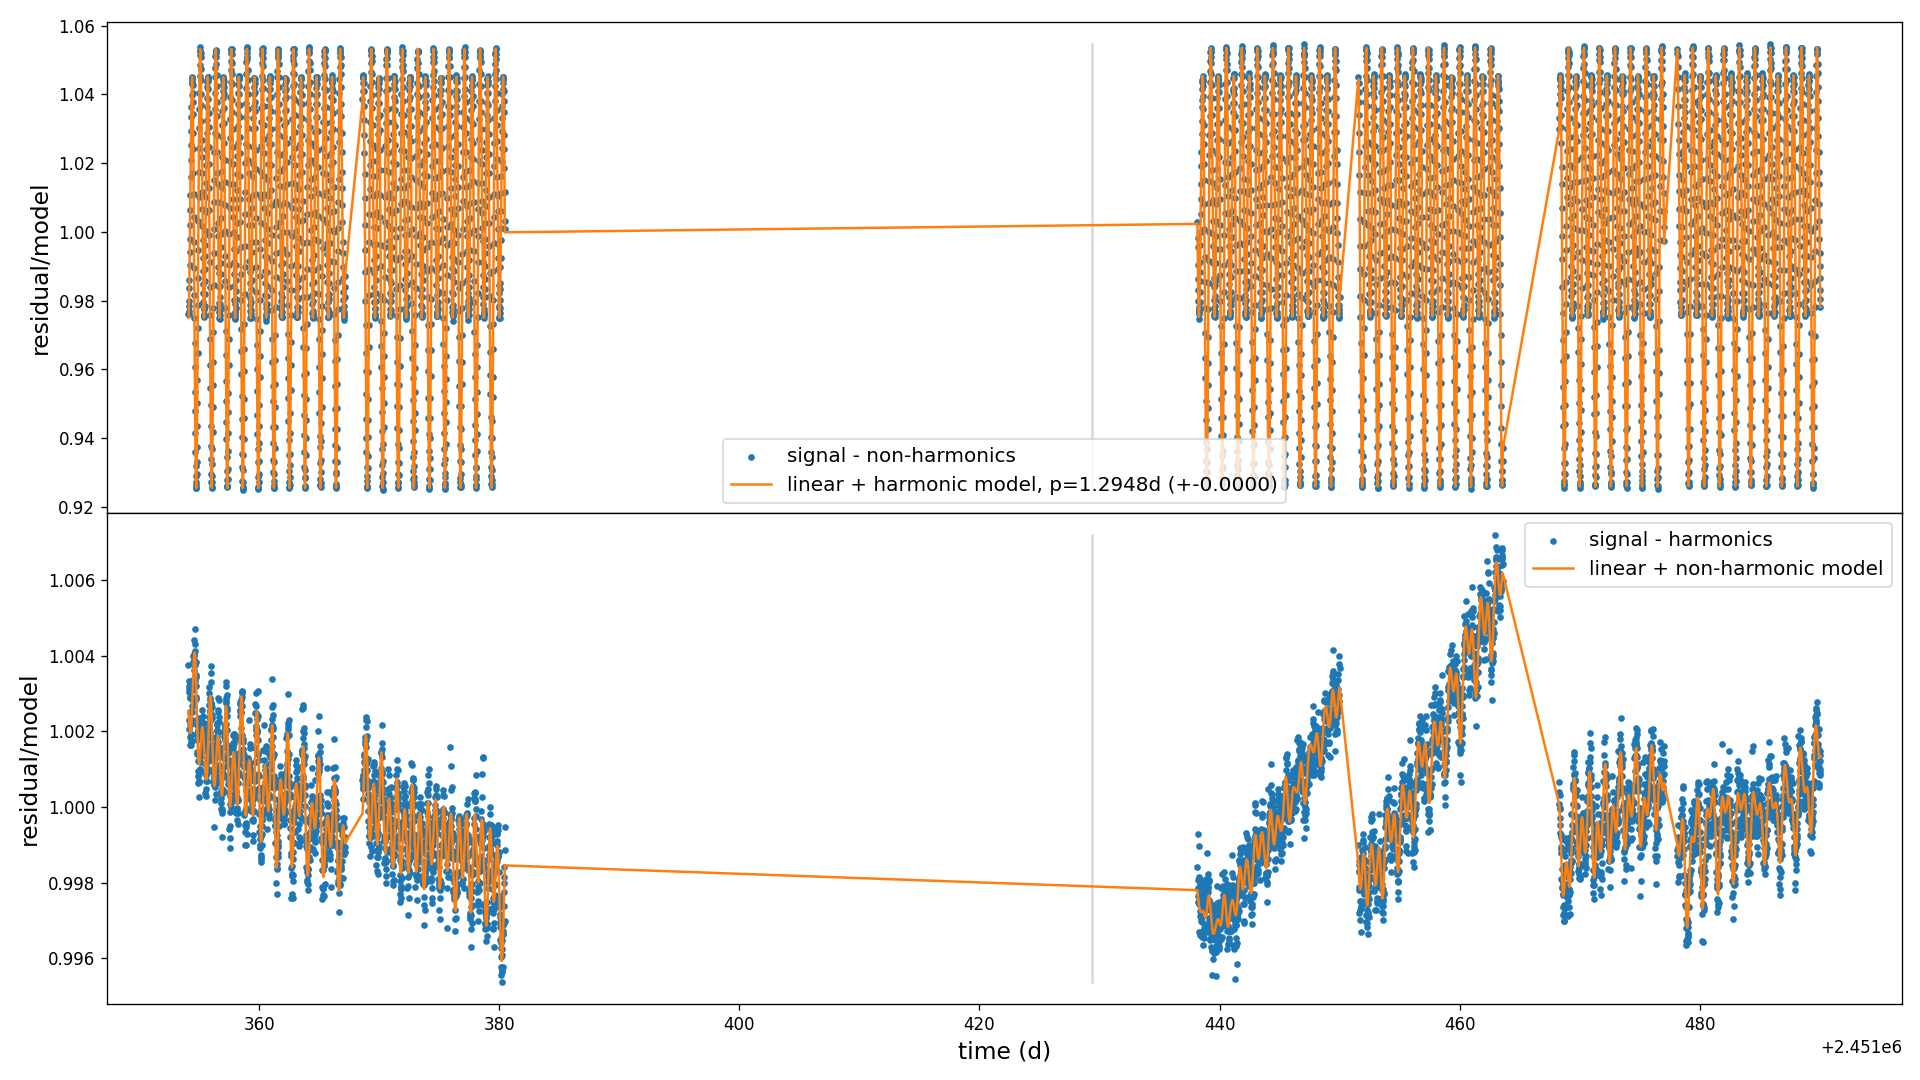 1.06
1.04
1.02
1.00
0.98
0.96
0.94
0.92
residual/model
signal - non-harmonics
linear + harmonic model, p=1.2948d (+-0.0000)
1.006
1.004
1.002
1.000
0.998
0.996
residual/model
signal - harmonics
linear + non-harmonic model
360
380
400
420
440
460
480
time (d)
+2.451e6